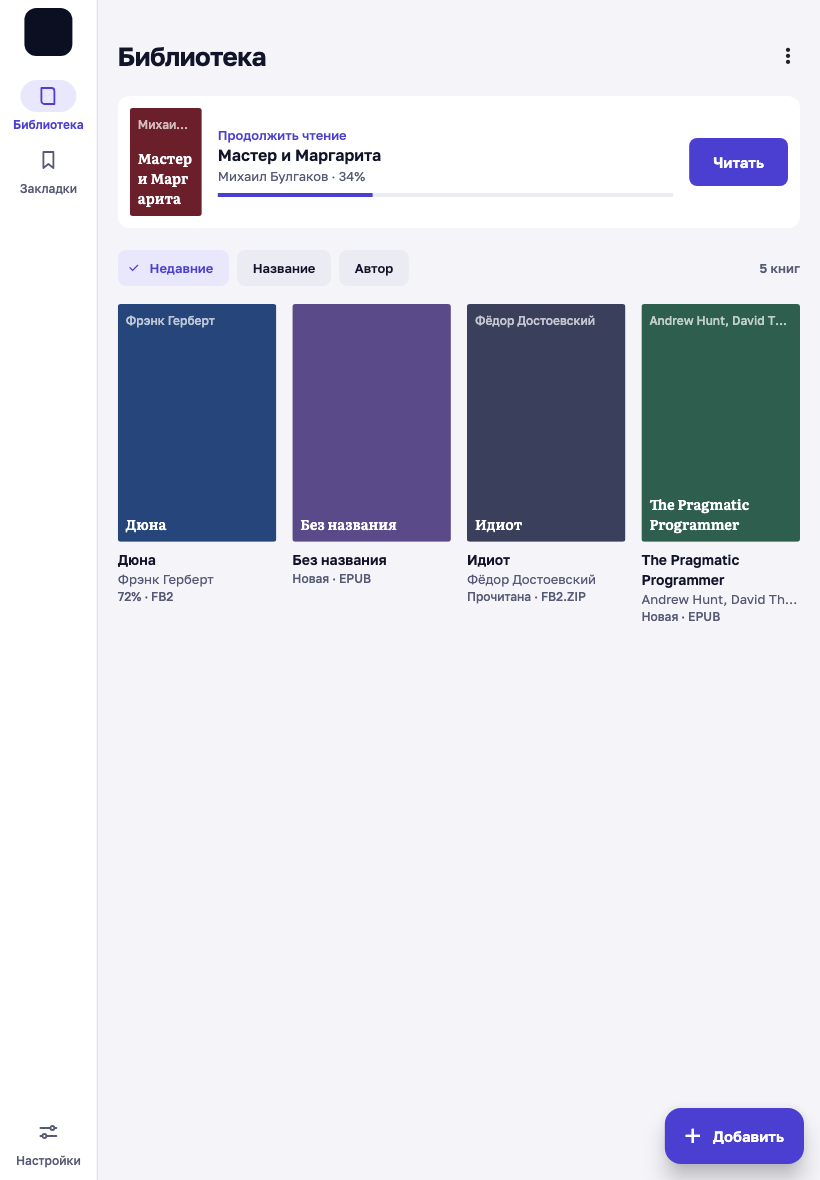 Библиотека
Закладки
Настройки
Библиотека
Михаи...
Мастер
и Марг
арита
Продолжить чтение
Мастер и Маргарита
Михаил Булгаков · 34%
Читать
Недавние
Название
Автор
5 книг
Фрэнк Герберт
Дюна
Дюна
Фрэнк Герберт
72% · FB2
Без названия
Без названия
Новая · EPUB
Фёдор Достоевский
Идиот
Идиот
Фёдор Достоевский
Прочитана · FB2.ZIP
Andrew Hunt, David T...
The Pragmatic
Programmer
The Pragmatic
Programmer
Andrew Hunt, David Th...
Новая · EPUB
Добавить